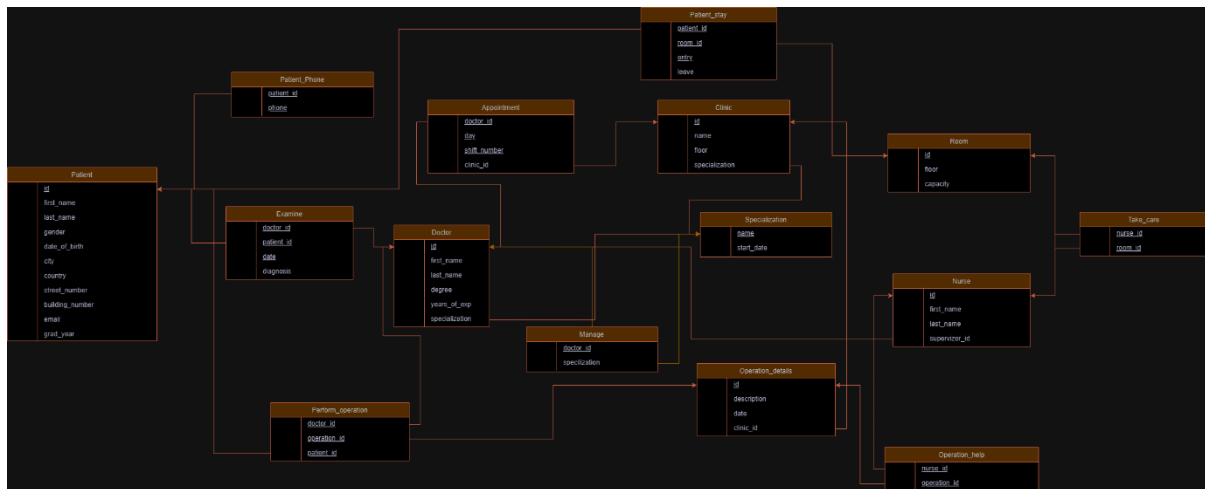 Patient_stay
patient_id
room_id
entry
leave
Patient_Phone
patient_id
phone
Appointment
doctor_id
day
shift_number
clinic_id
Clinic
id
name
floor
specialization
Room
id
floor
capacity
Patient
id
first_name
last_name
gender
date_of_birth
city
country
street_number
building_number
email
grad_year
Examine
doctor_id
patient_id
date
diagnosis
Doctor
id
first_name
last_name
degree
years_of_exp
specialization
Specialization
name
start_date
Take_care
nurse_id
room_id
Nurse
id
first_name
last_name
supervisor_id
Manage
doctor_id
specilization
Operation_details
id
description
date
clinic_id
Perform_operation
doctor_id
operation_id
patient_id
Operation_help
nurse_id
operation_id